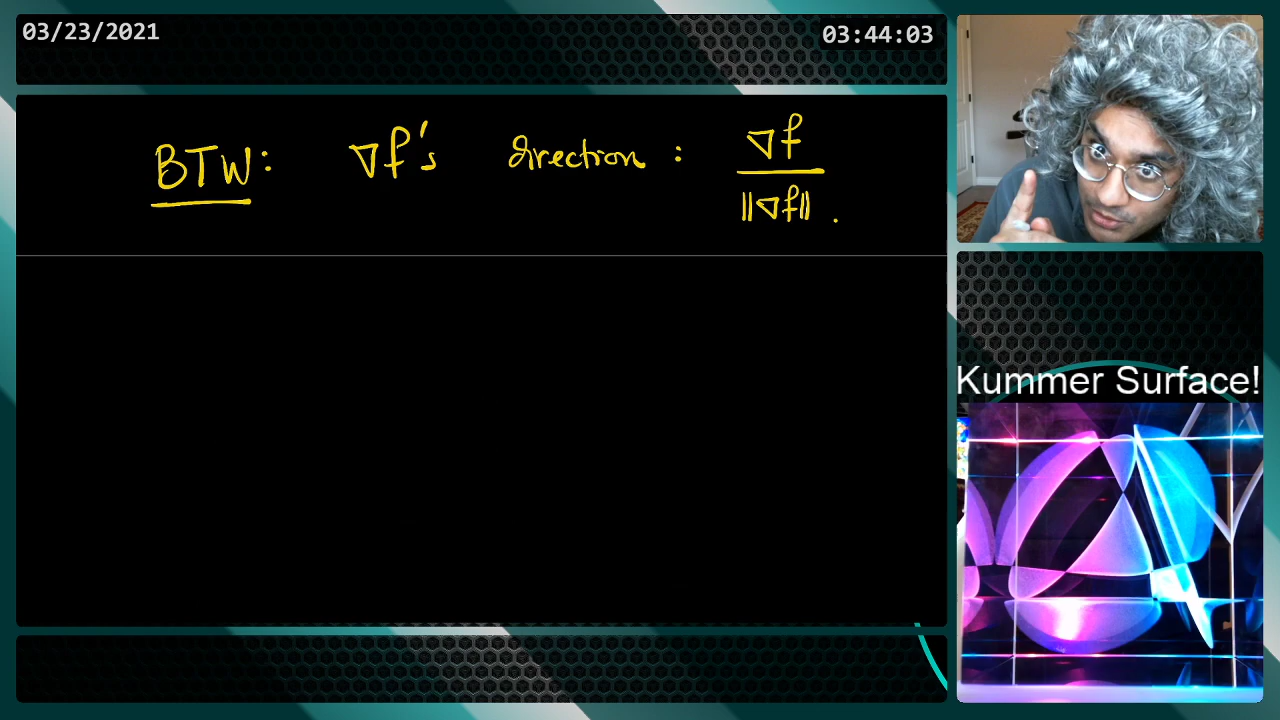 03/23/2021
03:44:03
BTW: ∇f's direction : ∇f / ||∇f|| .
Kummer Surface!